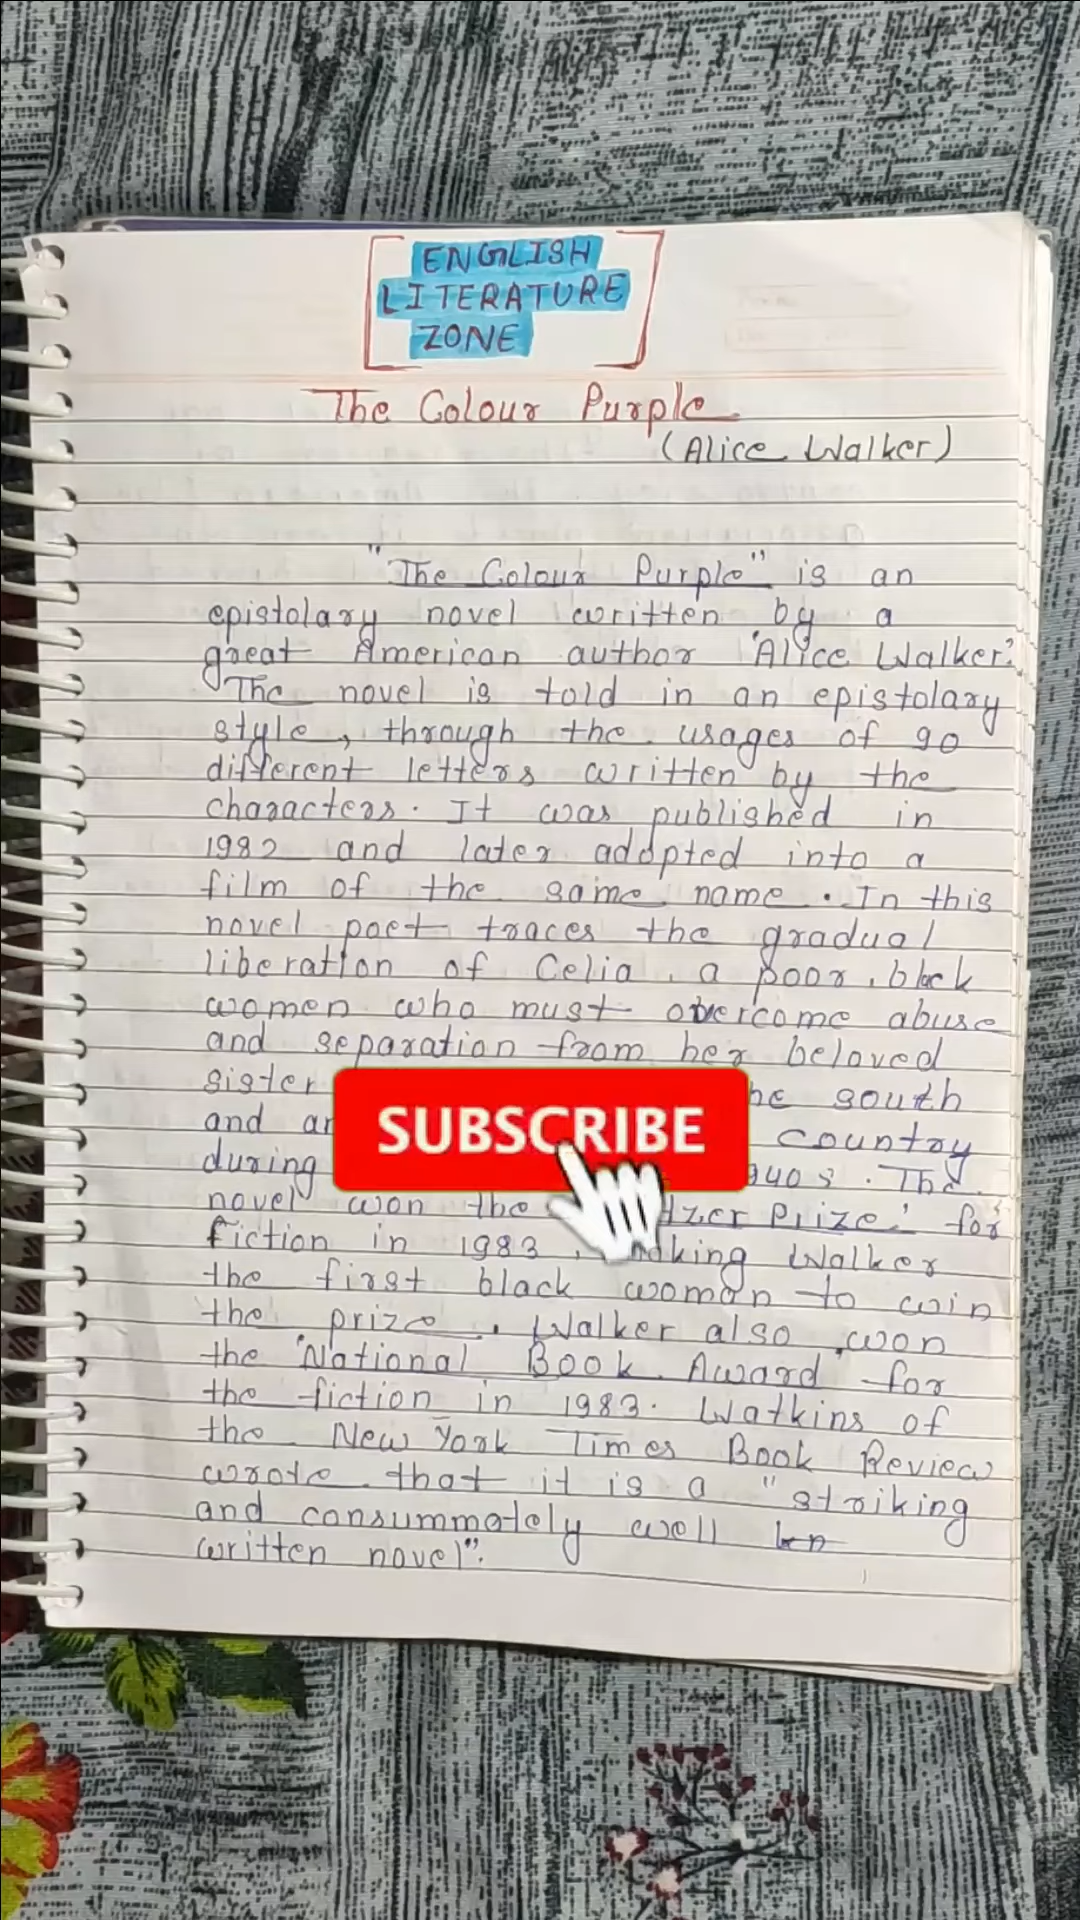 ENGLISH
LITERATURE
ZONE
The Colour Purple
(Alice Walker)
"The Colour Purple" is an
epistolary novel written by a
great American author 'Alice Walker'.
The novel is told in an epistolary
style, through the usages of 90
different letters written by the
characters. It was published in
1982 and later adopted into a
film of the same name. In this
novel poet traces the gradual
liberation of Celia, a poor, black
women who must overcome abuse
and separation from her beloved
sister south
and country
during The
novel won the Prize' for
fiction in 1983, Walker
the first black woman to win
the prize. Walker also won
the 'National Book Award' for
the fiction in 1983. Watkins of
the New York Times Book Review
wrote that it is a "striking
and consummately well
written novel".
SUBSCRIBE